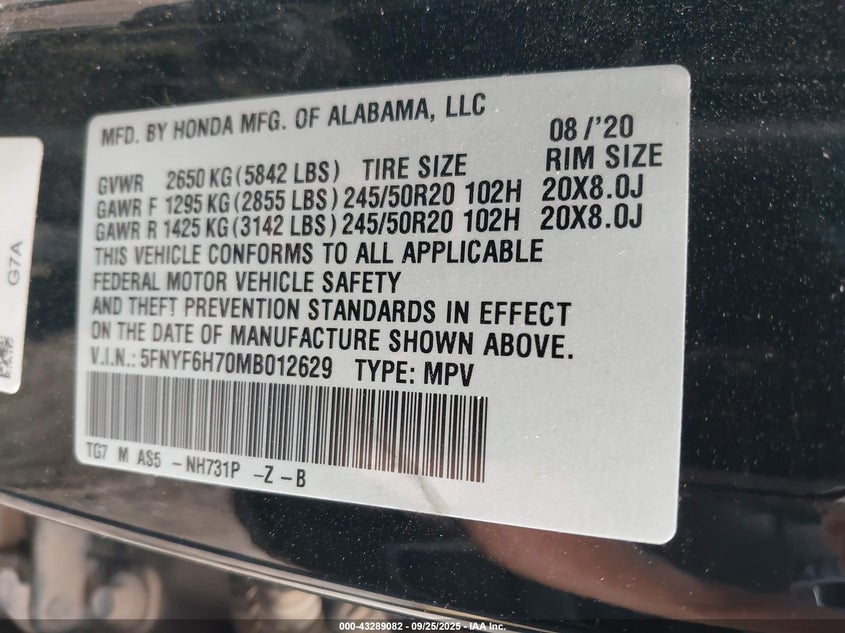 MFD. BY HONDA MFG. OF ALABAMA, LLC 08/'20
GVWR 2650 KG (5842 LBS) TIRE SIZE RIM SIZE
GAWR F 1295 KG (2855 LBS) 245/50R20 102H 20X8.0J
GAWR R 1425 KG (3142 LBS) 245/50R20 102H 20X8.0J
THIS VEHICLE CONFORMS TO ALL APPLICABLE
FEDERAL MOTOR VEHICLE SAFETY
AND THEFT PREVENTION STANDARDS IN EFFECT
ON THE DATE OF MANUFACTURE SHOWN ABOVE.
V.I.N.: 5FNYF6H70MB012629 TYPE: MPV
TG7 M AS5 -NH731P -Z -B
G7A
000-43289082 - 09/25/2025 - IAA Inc.